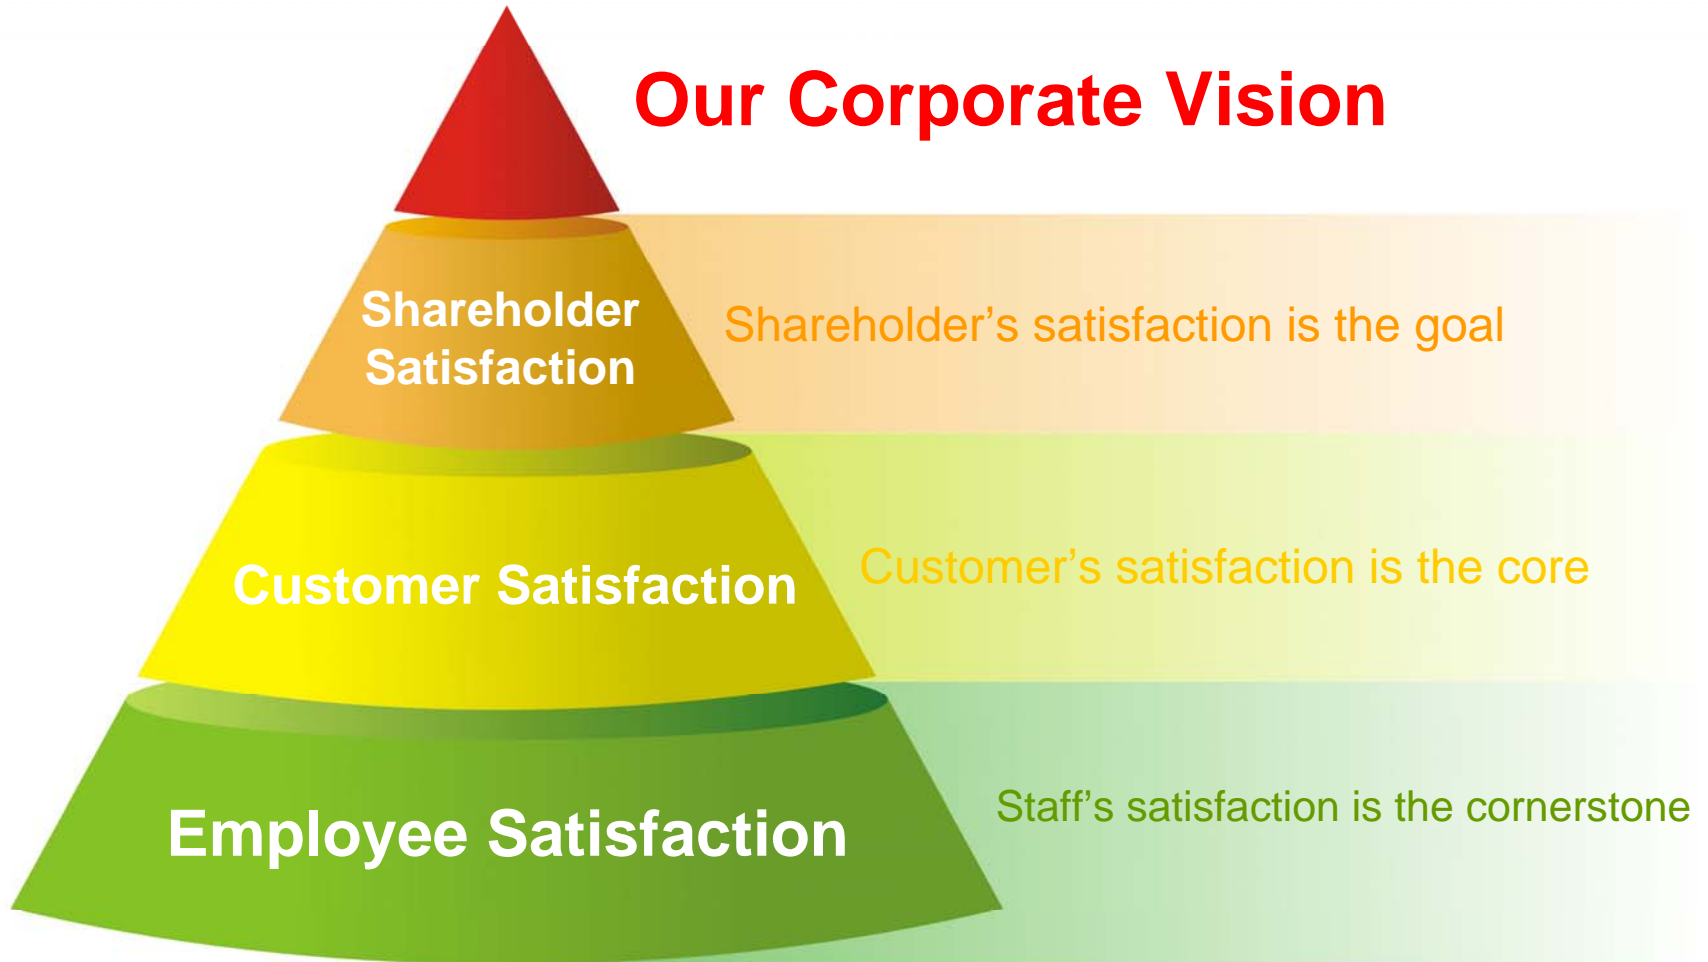 Our Corporate Vision
Shareholder
Satisfaction
Shareholder’s satisfaction is the goal
Customer Satisfaction
Customer’s satisfaction is the core
Employee Satisfaction
Staff’s satisfaction is the cornerstone